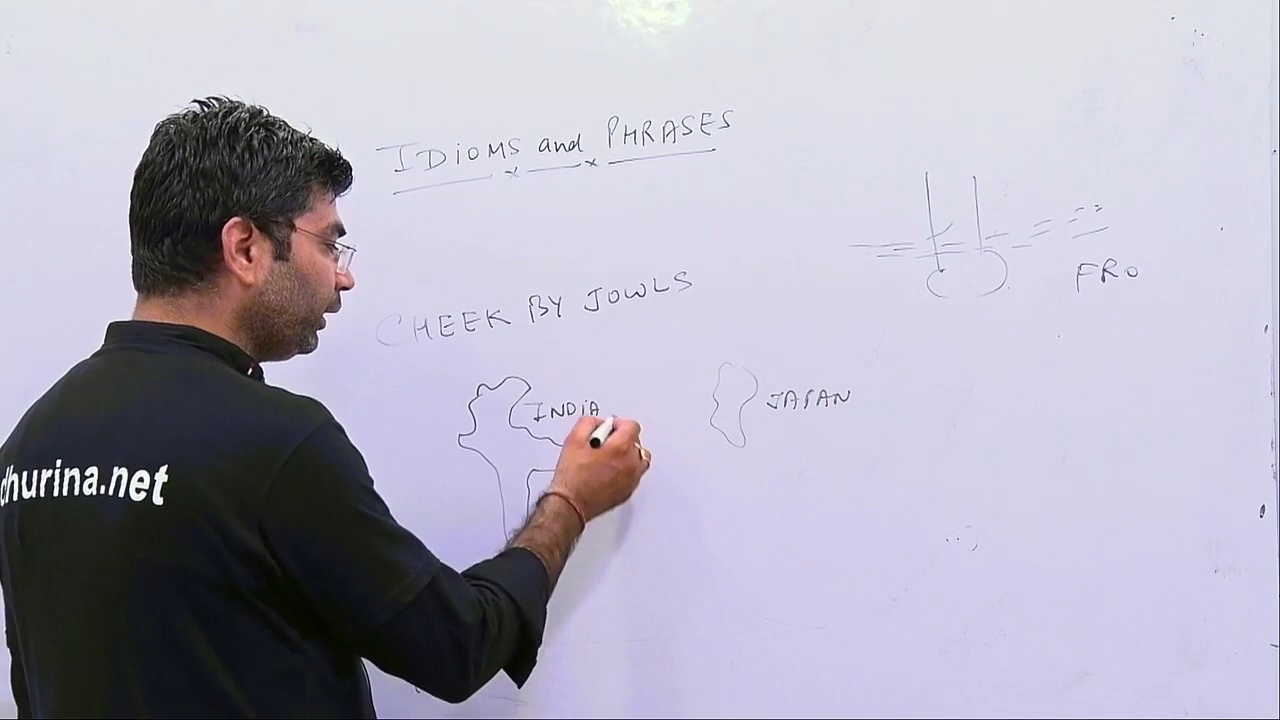 IDiOMS and PHRASES
CHEEK BY JOWLS
FRO
INDiA
JAPAN
dhurina.net